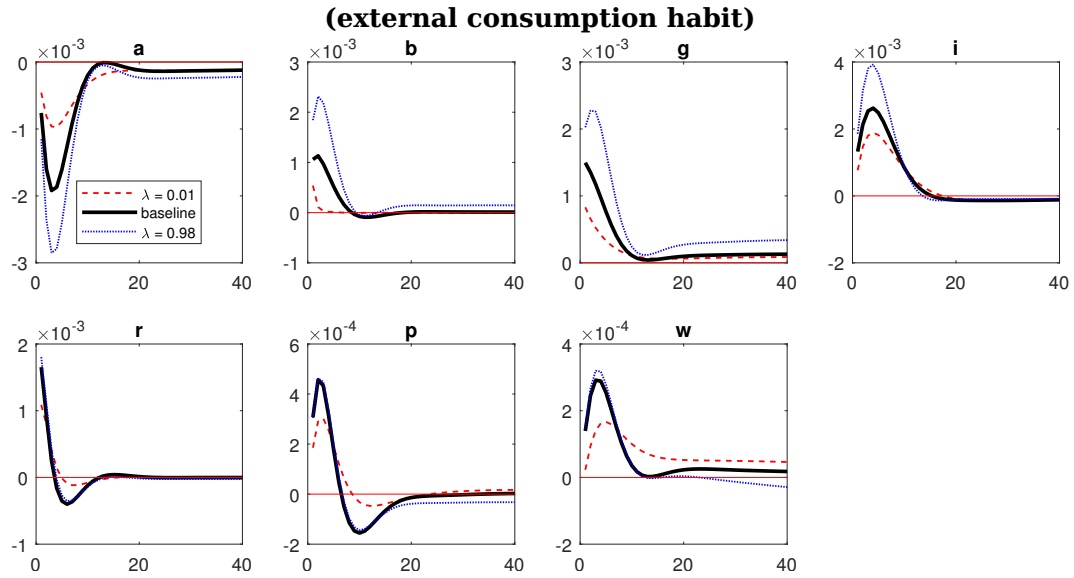 (external consumption habit)
a b g i
×10⁻³ ×10⁻³ ×10⁻³ ×10⁻³
0 3 3 4
-1 2 2 2
-2 1 1 0
-3 0 0 -2
-1
λ = 0.01
baseline
λ = 0.98
0 20 40 0 20 40 0 20 40 0 20 40
r p w
×10⁻³ ×10⁻⁴ ×10⁻⁴
2 6 4
1 4 2
0 2 0
-1 0 -2
-2
0 20 40 0 20 40 0 20 40